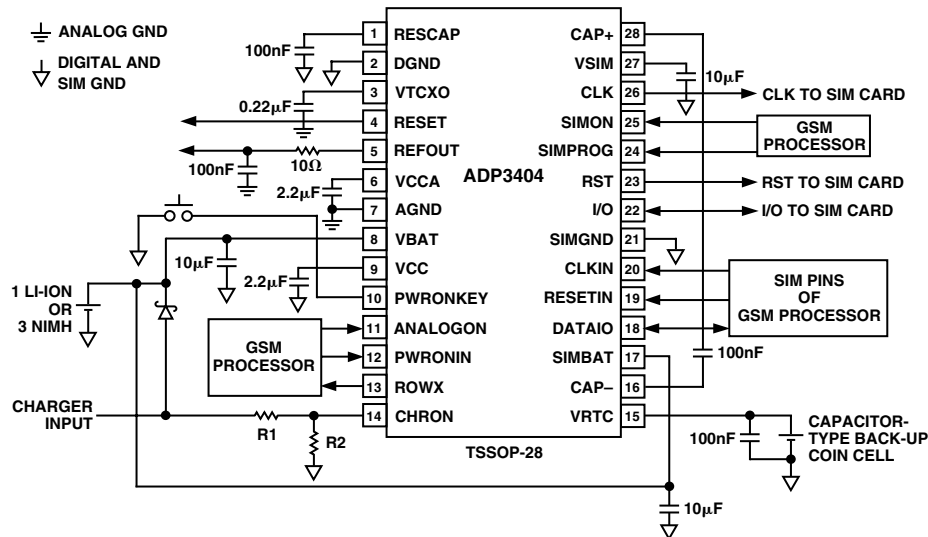 ANALOG GND
DIGITAL AND
SIM GND
100nF
0.22μF
100nF
10Ω
2.2μF
10μF
2.2μF
1 LI-ION
OR
3 NIMH
GSM
PROCESSOR
CHARGER
INPUT
R1
R2
1 RESCAP
2 DGND
3 VTCXO
4 RESET
5 REFOUT
6 VCCA
7 AGND
8 VBAT
9 VCC
10 PWRONKEY
11 ANALOGON
12 PWRONIN
13 ROWX
14 CHRON
ADP3404
CAP+ 28
VSIM 27
CLK 26
SIMON 25
SIMPROG 24
RST 23
I/O 22
SIMGND 21
CLKIN 20
RESETIN 19
DATAIO 18
SIMBAT 17
CAP– 16
VRTC 15
TSSOP-28
10μF
CLK TO SIM CARD
GSM
PROCESSOR
RST TO SIM CARD
I/O TO SIM CARD
SIM PINS
OF
GSM PROCESSOR
100nF
100nF
CAPACITOR-
TYPE BACK-UP
COIN CELL
10μF